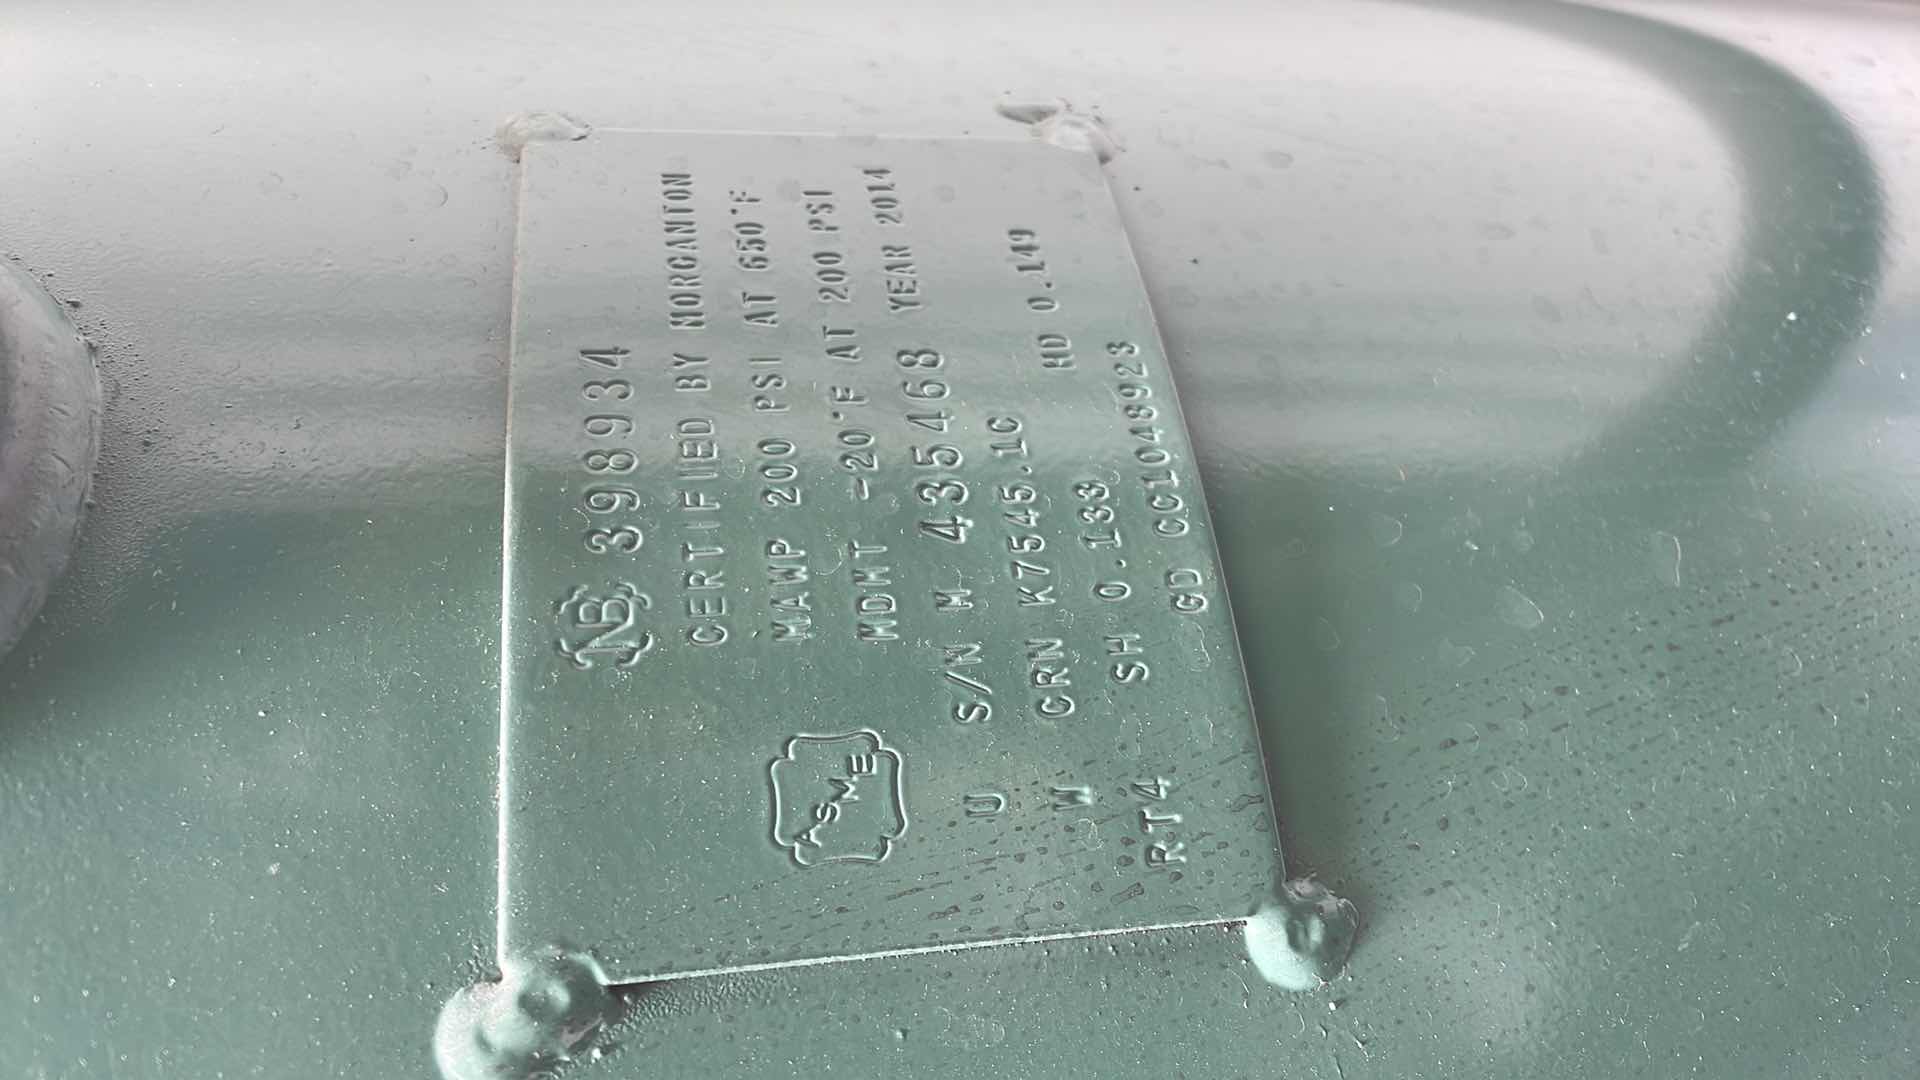 NB 398934
CERTIFIED BY MORGANTON
MAWP 200 PSI AT 650°F
ASME
MDMT -20°F AT 200 PSI
S/N M 435468 YEAR 2014
U
CRN K7545.1C
W
SH 0.133 HD 0.149
RT4
GD CC1048923